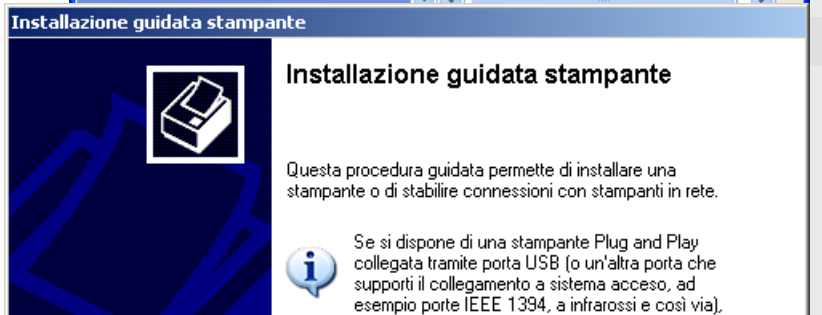 Installazione guidata stampante
Installazione guidata stampante
Questa procedura guidata permette di installare una
stampante o di stabilire connessioni con stampanti in rete.
Se si dispone di una stampante Plug and Play
collegata tramite porta USB (o un'altra porta che
supporti il collegamento a sistema acceso, ad
esempio porte IEEE 1394, a infrarossi e così via),